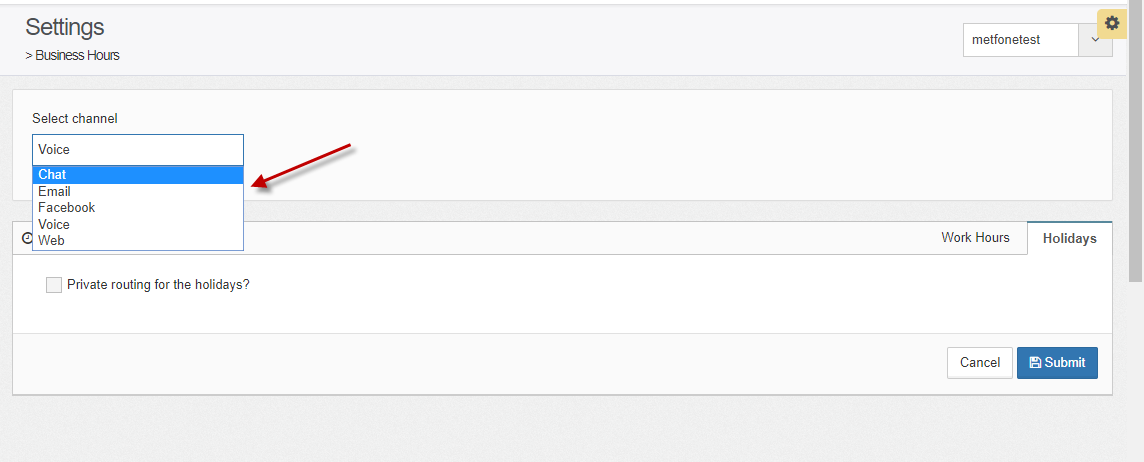 Settings
> Business Hours
metfonetest
Select channel
Voice
Chat
Email
Facebook
Voice
Web
Work Hours
Holidays
Private routing for the holidays?
Cancel
Submit